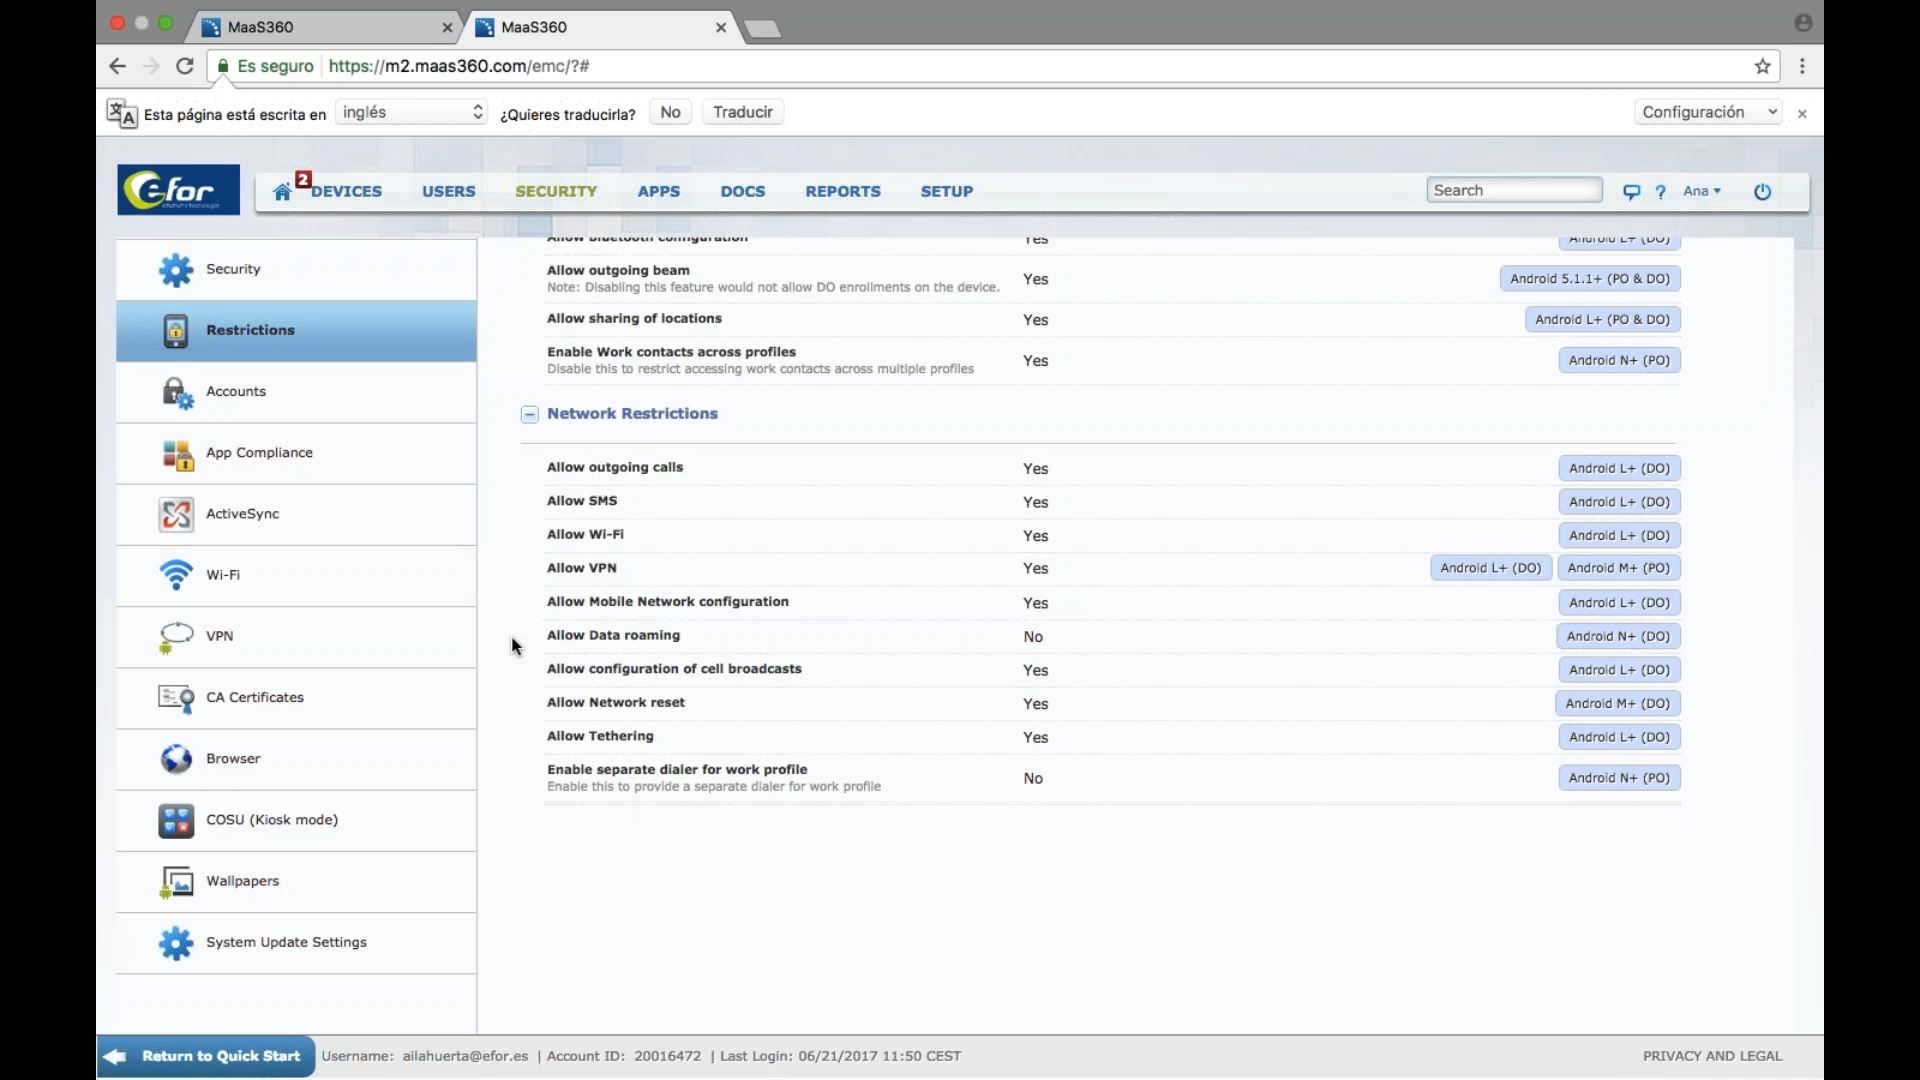 MaaS360
MaaS360
Es seguro https://m2.maas360.com/emc/?#
Esta página está escrita en inglés ¿Quieres traducirla? No Traducir Configuración
efor
2
DEVICES USERS SECURITY APPS DOCS REPORTS SETUP Search ? Ana
Security
Restrictions
Accounts
App Compliance
ActiveSync
Wi-Fi
VPN
CA Certificates
Browser
COSU (Kiosk mode)
Wallpapers
System Update Settings
Allow Bluetooth configuration Yes Android L+ (DO)
Allow outgoing beam Yes Android 5.1.1+ (PO & DO)
Note: Disabling this feature would not allow DO enrollments on the device.
Allow sharing of locations Yes Android L+ (PO & DO)
Enable Work contacts across profiles Yes Android N+ (PO)
Disable this to restrict accessing work contacts across multiple profiles
Network Restrictions
Allow outgoing calls Yes Android L+ (DO)
Allow SMS Yes Android L+ (DO)
Allow Wi-Fi Yes Android L+ (DO)
Allow VPN Yes Android L+ (DO) Android M+ (PO)
Allow Mobile Network configuration Yes Android L+ (DO)
Allow Data roaming No Android N+ (DO)
Allow configuration of cell broadcasts Yes Android L+ (DO)
Allow Network reset Yes Android M+ (DO)
Allow Tethering Yes Android L+ (DO)
Enable separate dialer for work profile No Android N+ (PO)
Enable this to provide a separate dialer for work profile
Return to Quick Start Username: ailahuerta@efor.es | Account ID: 20016472 | Last Login: 06/21/2017 11:50 CEST PRIVACY AND LEGAL